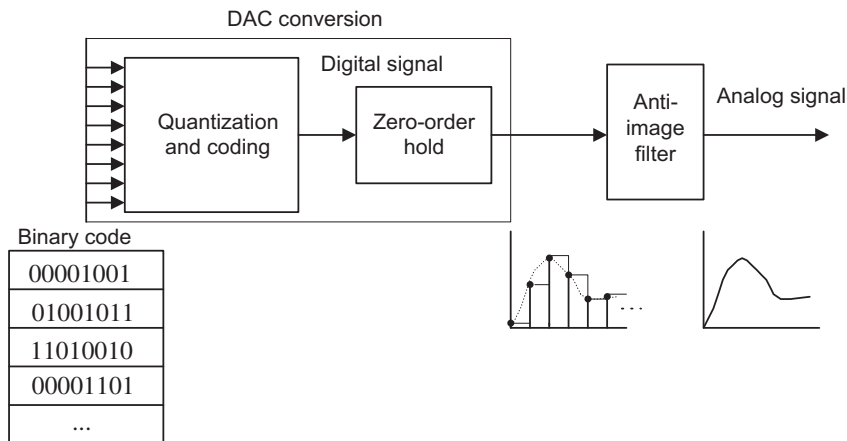 DAC conversion
Digital signal
Quantization
and coding
Zero-order
hold
Anti-
image
filter
Analog signal
Binary code
00001001
01001011
11010010
00001101
...
. . .